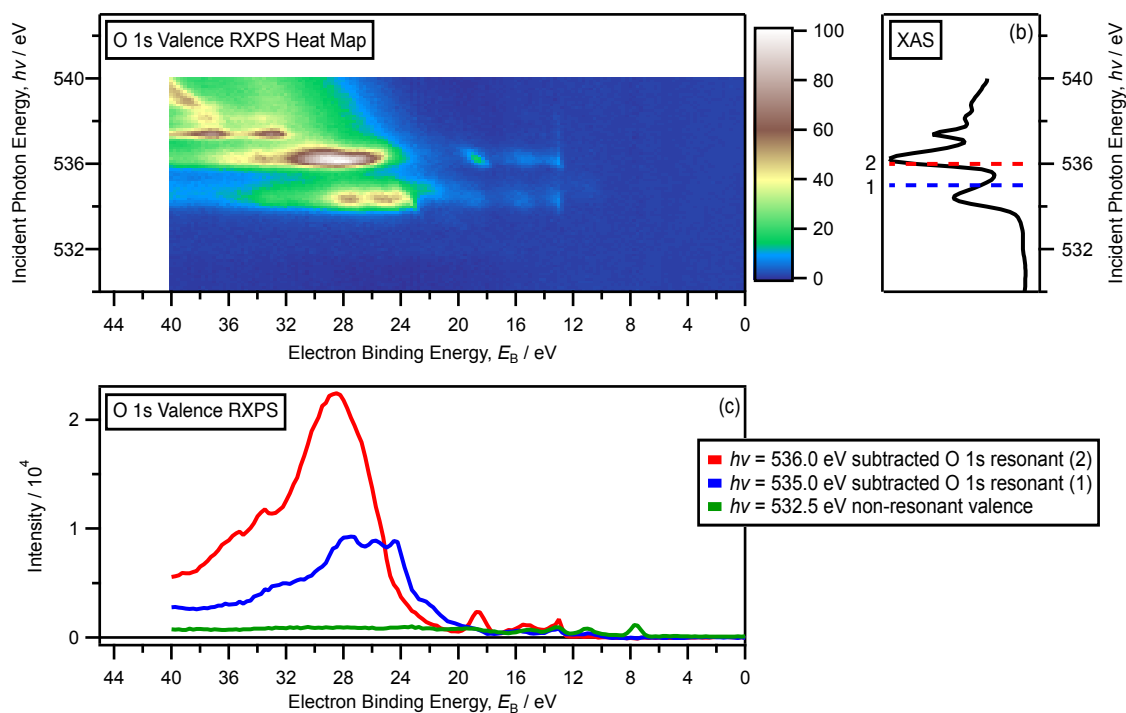 O 1s Valence RXPS Heat Map
Incident Photon Energy, hν / eV
540
536
532
44 40 36 32 28 24 20 16 12 8 4 0
Electron Binding Energy, E_B / eV
100
80
60
40
20
0
XAS
(b)
2
1
540
536
532
Incident Photon Energy, hν / eV
O 1s Valence RXPS
(c)
Intensity / 10^4
2
1
0
44 40 36 32 28 24 20 16 12 8 4 0
Electron Binding Energy, E_B / eV
hν = 536.0 eV subtracted O 1s resonant (2)
hν = 535.0 eV subtracted O 1s resonant (1)
hν = 532.5 eV non-resonant valence